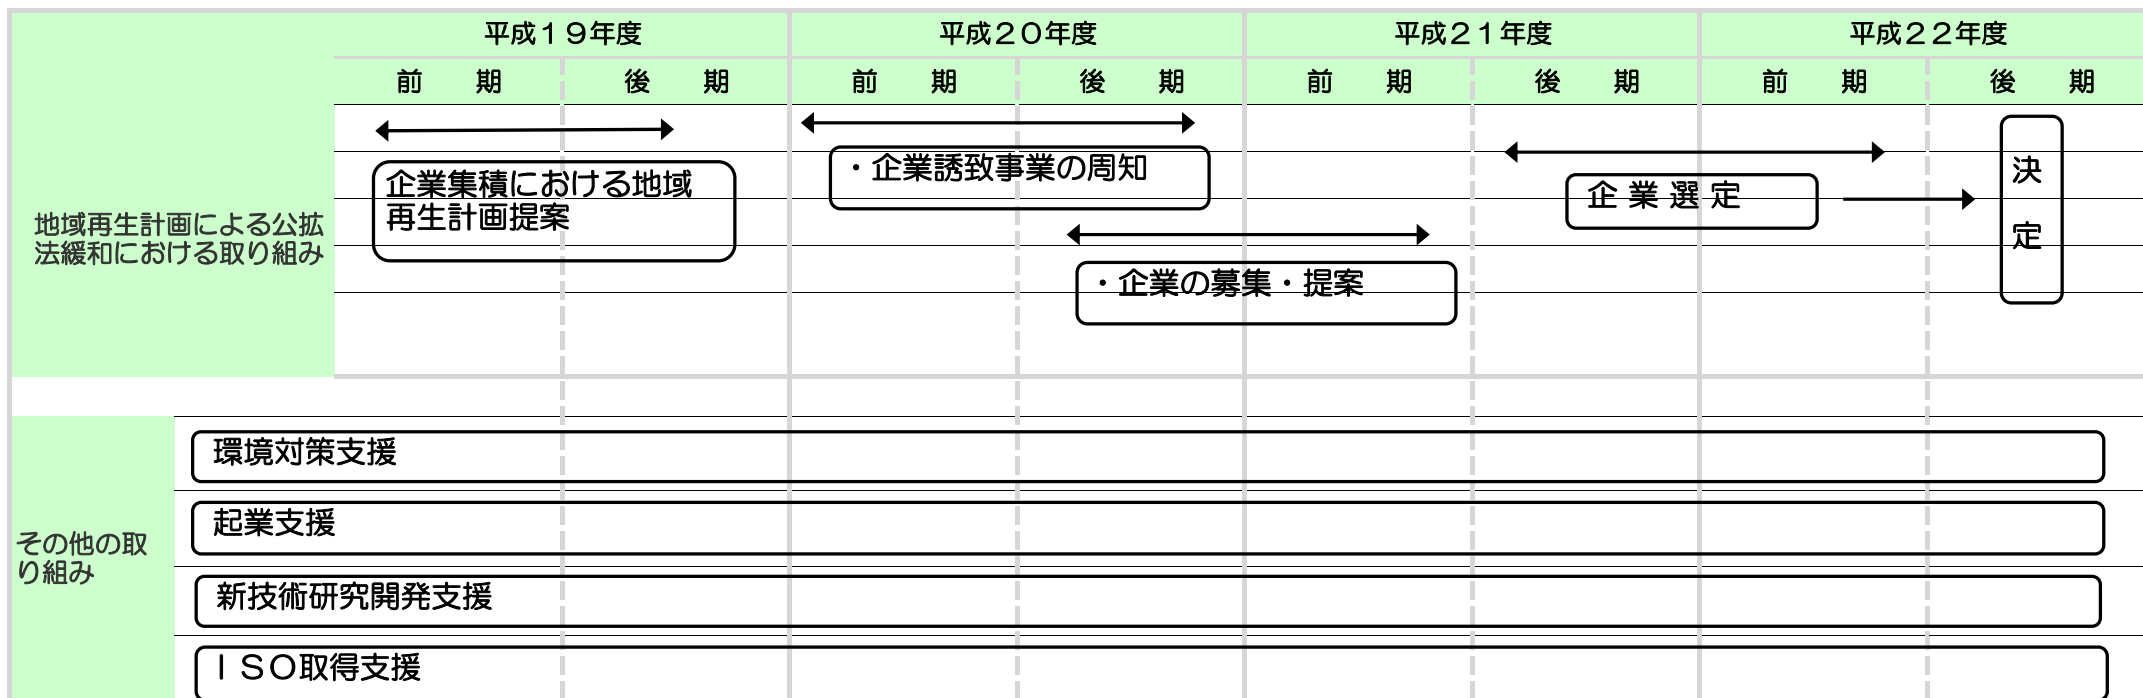 平成１９年度 平成２０年度 平成２１年度 平成２２年度
前 期 後 期 前 期 後 期 前 期 後 期 前 期 後 期
地域再生計画による公拡
法緩和における取り組み
企業集積における地域
再生計画提案
・企業誘致事業の周知
・企業の募集・提案
企 業 選 定
決
定
その他の取
り組み
環境対策支援
起業支援
新技術研究開発支援
ＩＳＯ取得支援